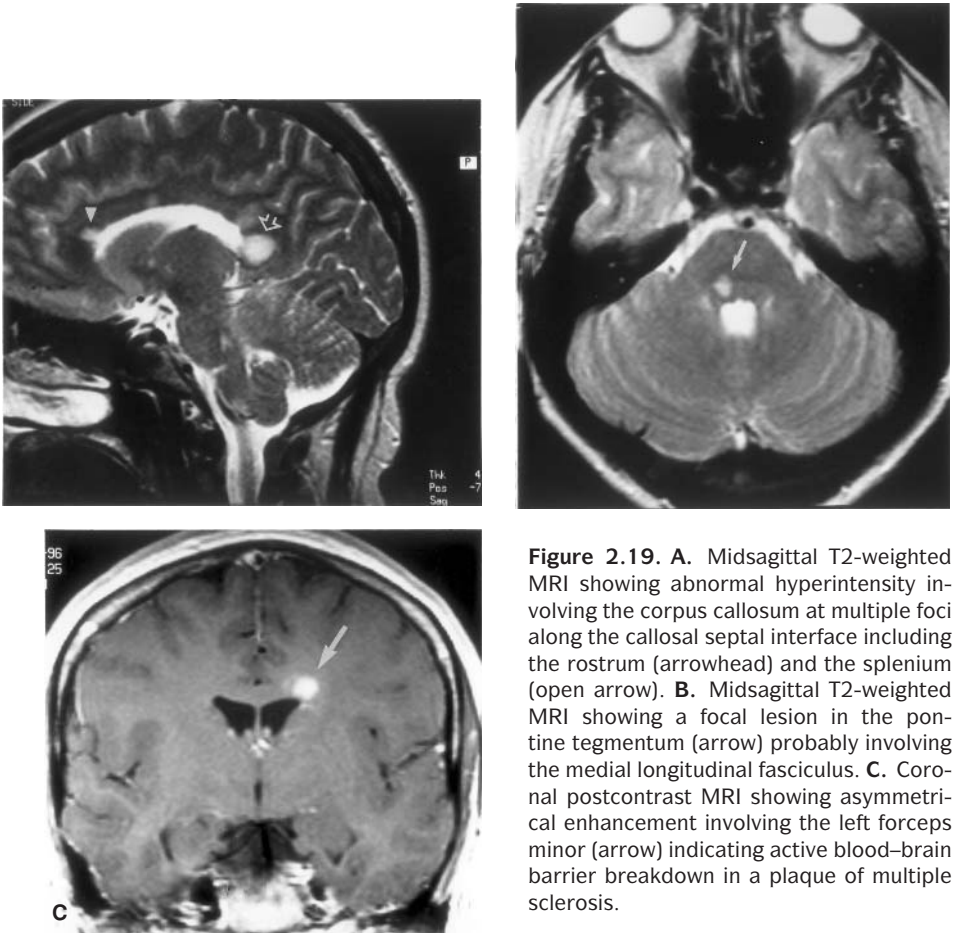 L SIDE
P
Thk 4
Pos -7
Sag
-96
25
C
Figure 2.19. A. Midsagittal T2-weighted
MRI showing abnormal hyperintensity in-
volving the corpus callosum at multiple foci
along the callosal septal interface including
the rostrum (arrowhead) and the splenium
(open arrow). B. Midsagittal T2-weighted
MRI showing a focal lesion in the pon-
tine tegmentum (arrow) probably involving
the medial longitudinal fasciculus. C. Coro-
nal postcontrast MRI showing asymmetri-
cal enhancement involving the left forceps
minor (arrow) indicating active blood–brain
barrier breakdown in a plaque of multiple
sclerosis.